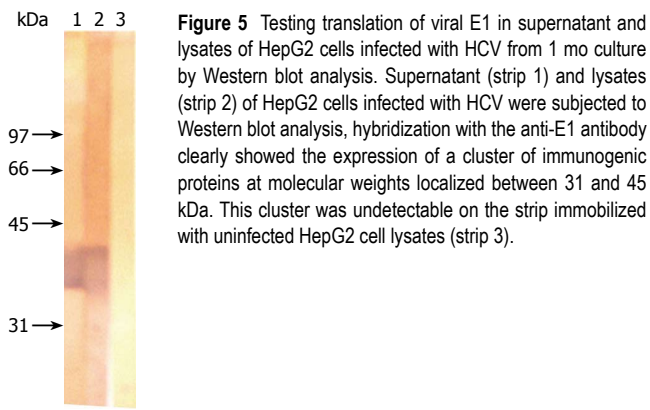 kDa 1 2 3
97
66
45
31
Figure 5 Testing translation of viral E1 in supernatant and
lysates of HepG2 cells infected with HCV from 1 mo culture
by Western blot analysis. Supernatant (strip 1) and lysates
(strip 2) of HepG2 cells infected with HCV were subjected to
Western blot analysis, hybridization with the anti-E1 antibody
clearly showed the expression of a cluster of immunogenic
proteins at molecular weights localized between 31 and 45
kDa. This cluster was undetectable on the strip immobilized
with uninfected HepG2 cell lysates (strip 3).